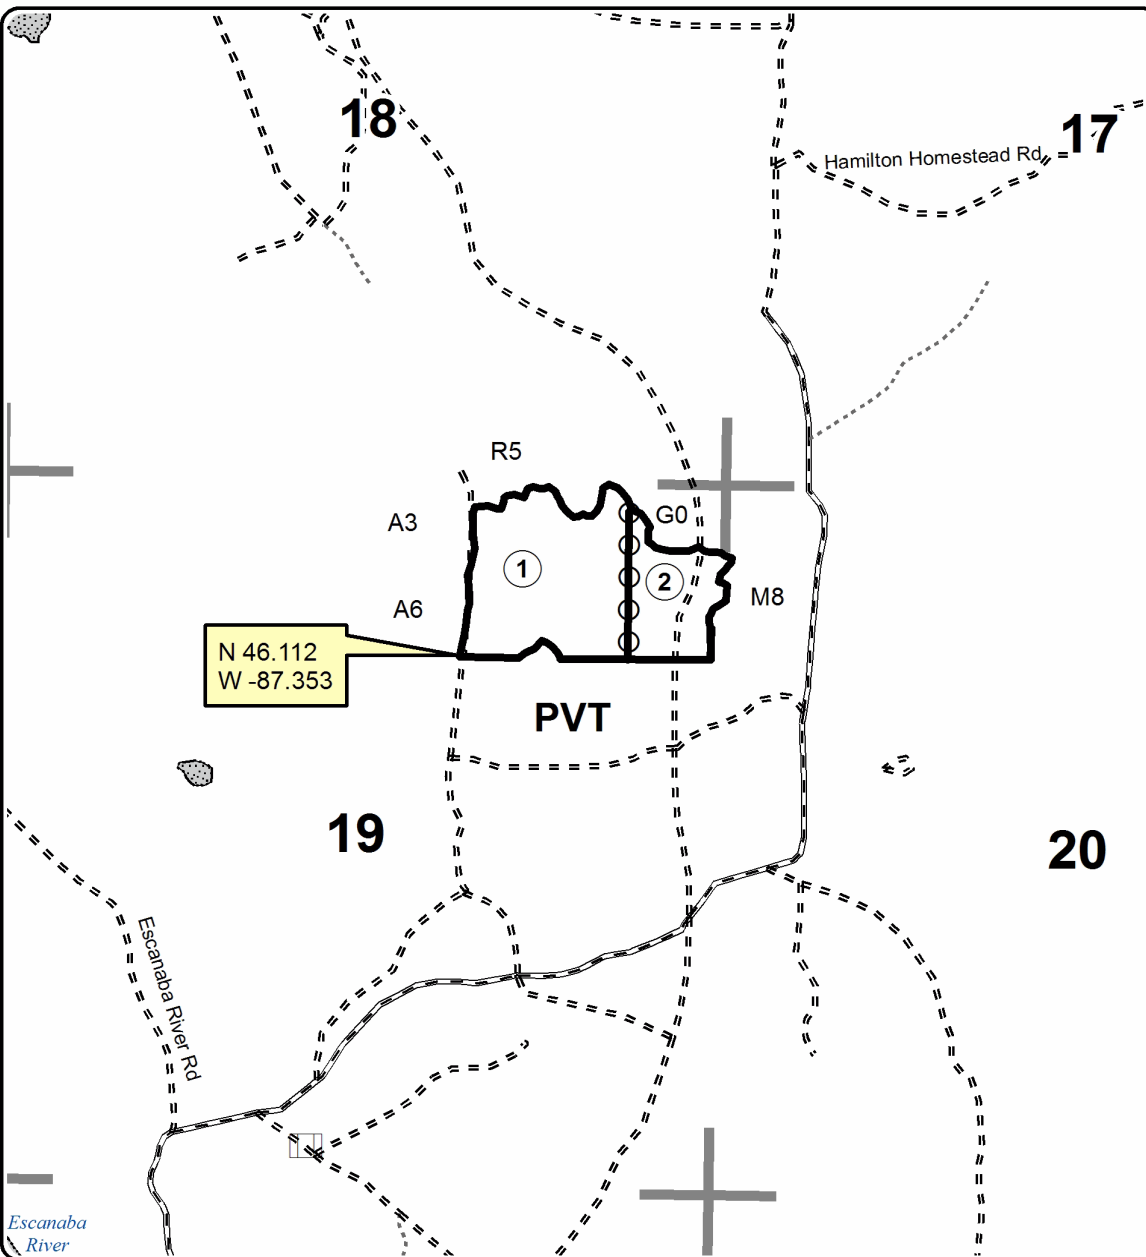 18
17
Hamilton Homestead Rd
R5
A3
G0
1
2
A6
M8
N 46.112
W -87.353
PVT
19
20
Escanaba River Rd
Escanaba
River